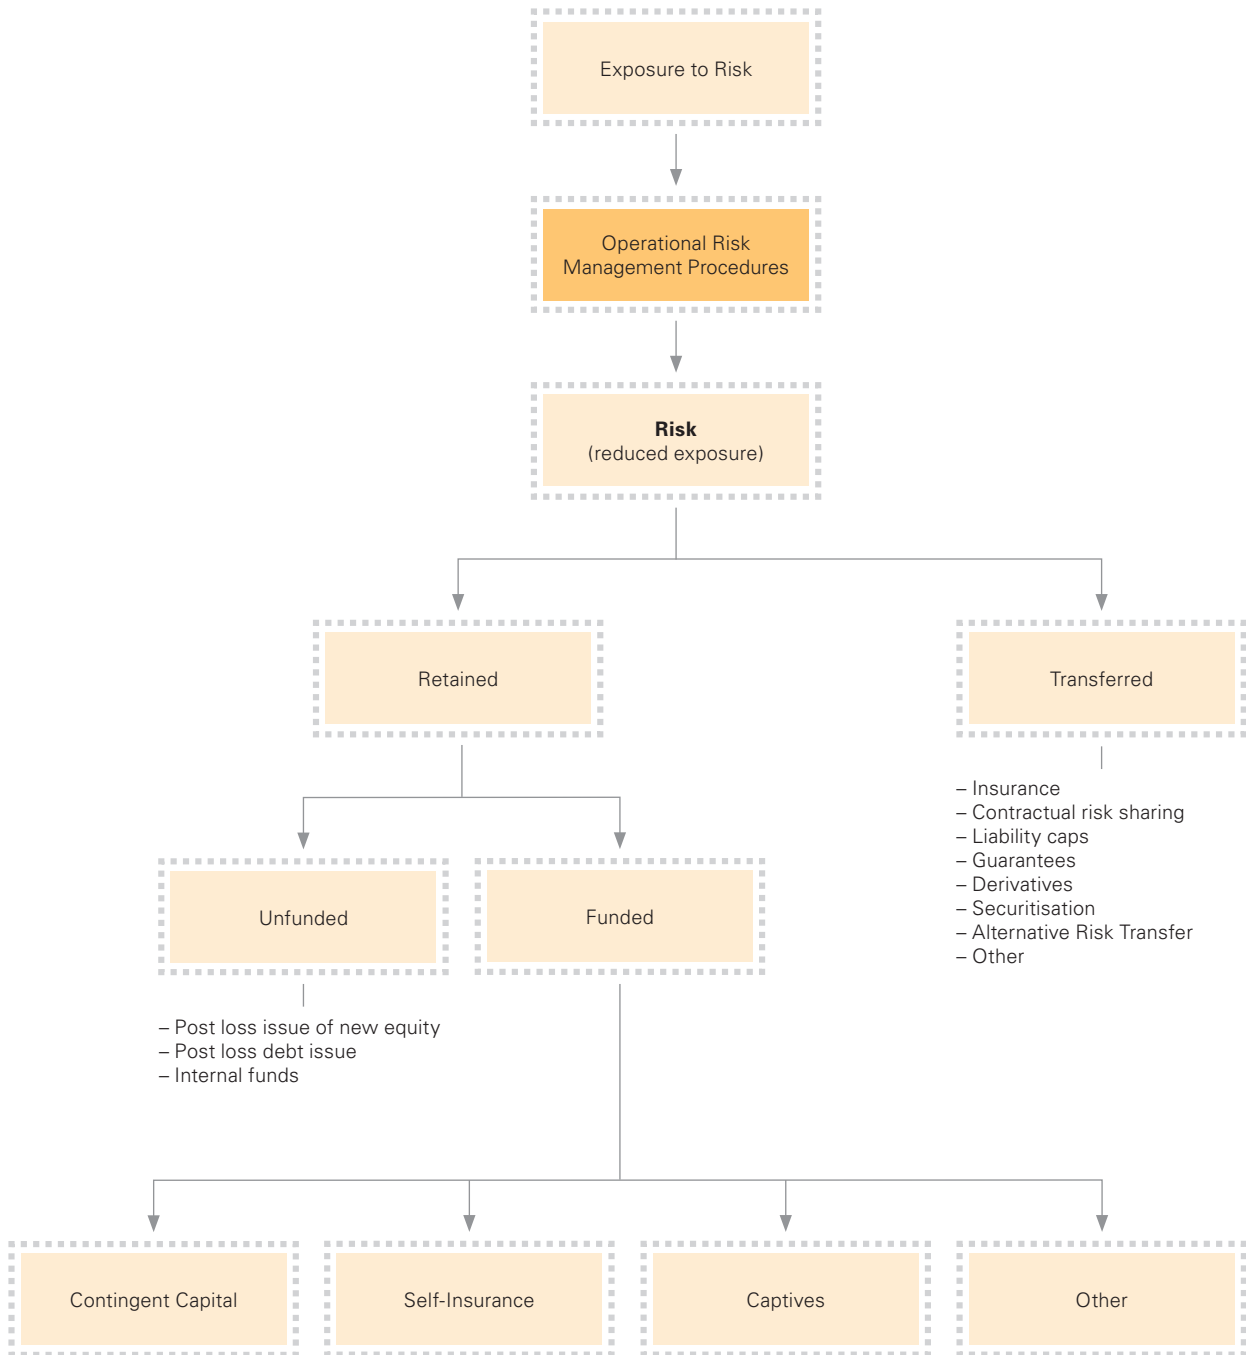 Exposure to Risk
Operational Risk
Management Procedures
Risk
(reduced exposure)
Retained
Transferred
– Insurance
– Contractual risk sharing
– Liability caps
– Guarantees
– Derivatives
– Securitisation
– Alternative Risk Transfer
– Other
Unfunded
Funded
– Post loss issue of new equity
– Post loss debt issue
– Internal funds
Contingent Capital
Self-Insurance
Captives
Other